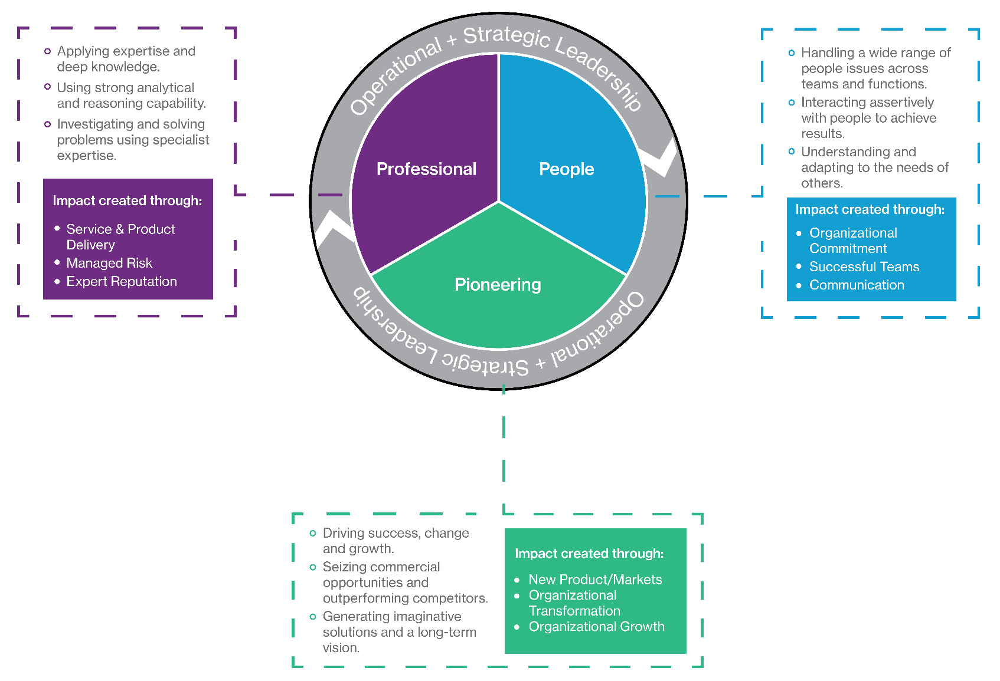 Applying expertise and
deep knowledge.
Using strong analytical
and reasoning capability.
Investigating and solving
problems using specialist
expertise.
Impact created through:
Service & Product
Delivery
Managed Risk
Expert Reputation
Operational + Strategic Leadership
Professional
People
Pioneering
Operational + Strategic Leadership
Handling a wide range of
people issues across
teams and functions.
Interacting assertively
with people to achieve
results.
Understanding and
adapting to the needs of
others.
Impact created through:
Organizational
Commitment
Successful Teams
Communication
Driving success, change
and growth.
Seizing commercial
opportunities and
outperforming competitors.
Generating imaginative
solutions and a long-term
vision.
Impact created through:
New Product/Markets
Organizational
Transformation
Organizational Growth